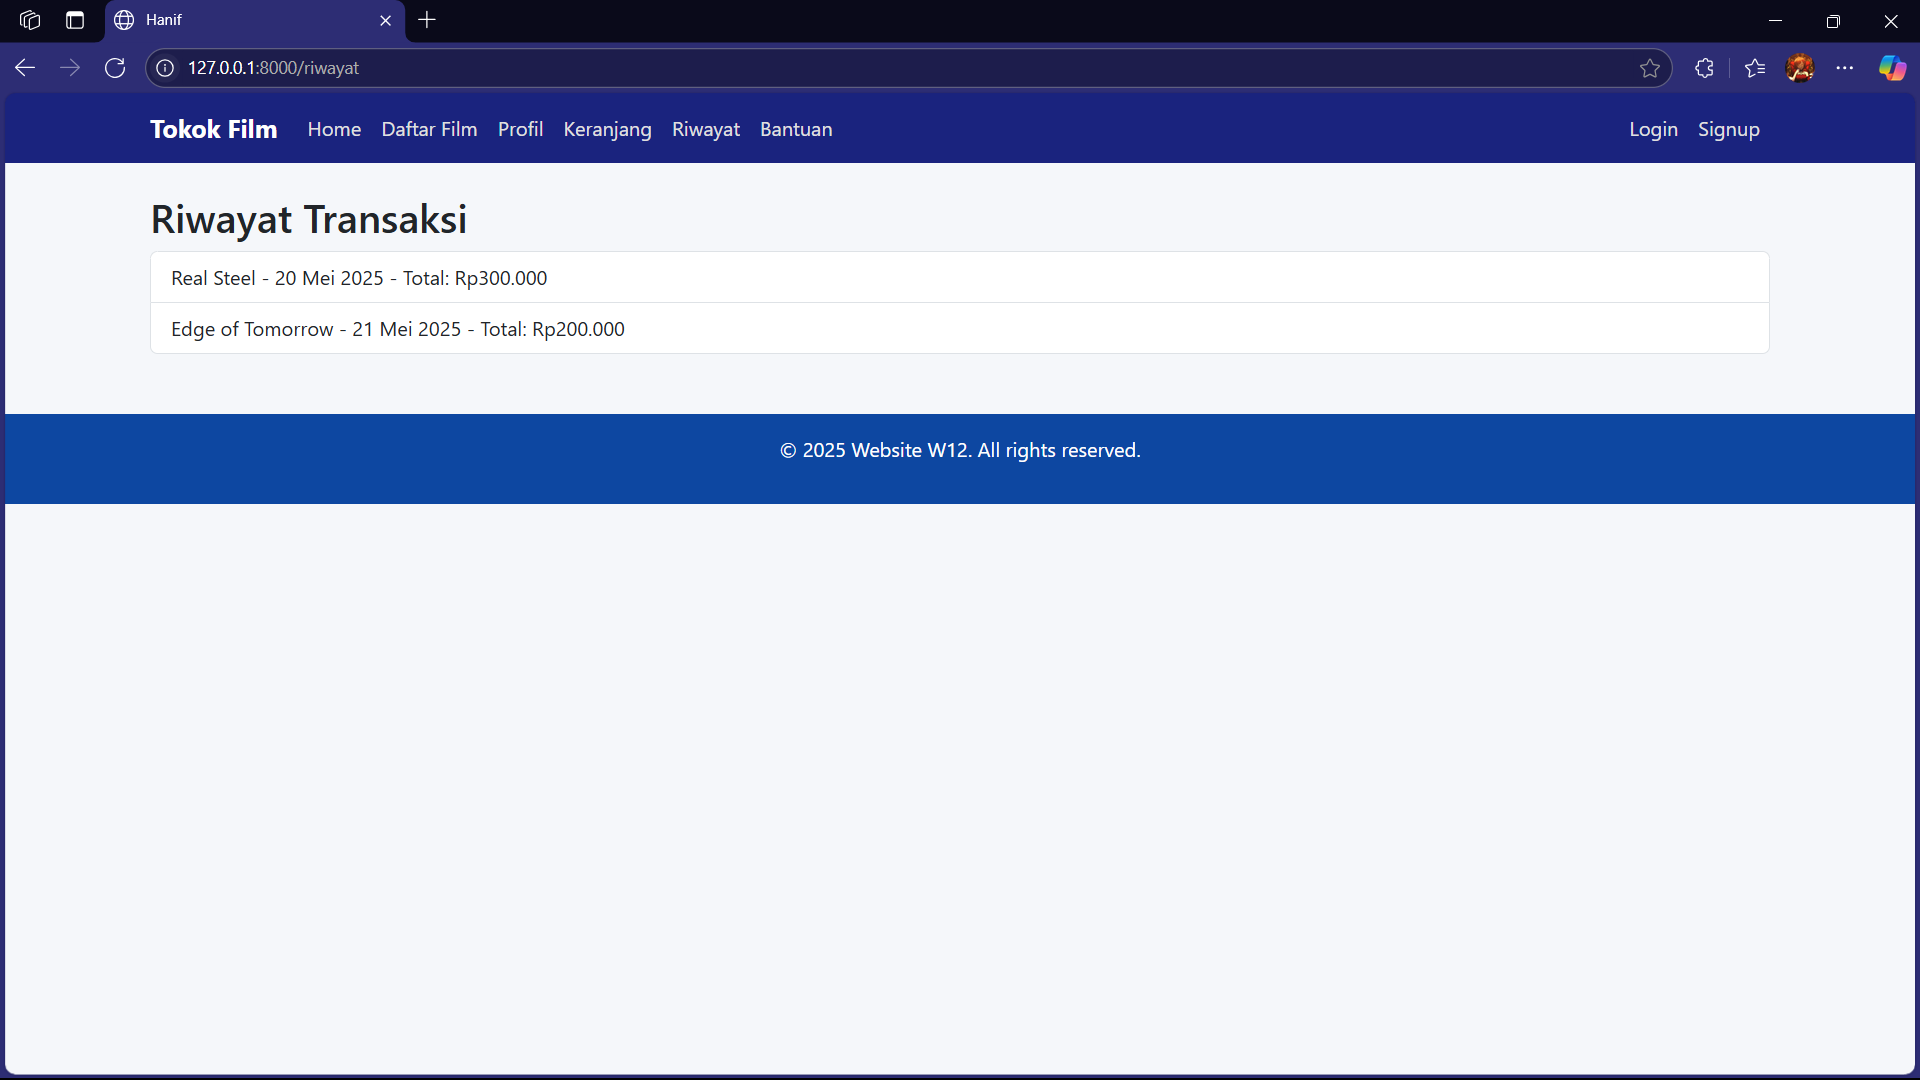 Hanif
127.0.0.1:8000/riwayat
Tokok Film Home Daftar Film Profil Keranjang Riwayat Bantuan Login Signup
Riwayat Transaksi
Real Steel - 20 Mei 2025 - Total: Rp300.000
Edge of Tomorrow - 21 Mei 2025 - Total: Rp200.000
© 2025 Website W12. All rights reserved.